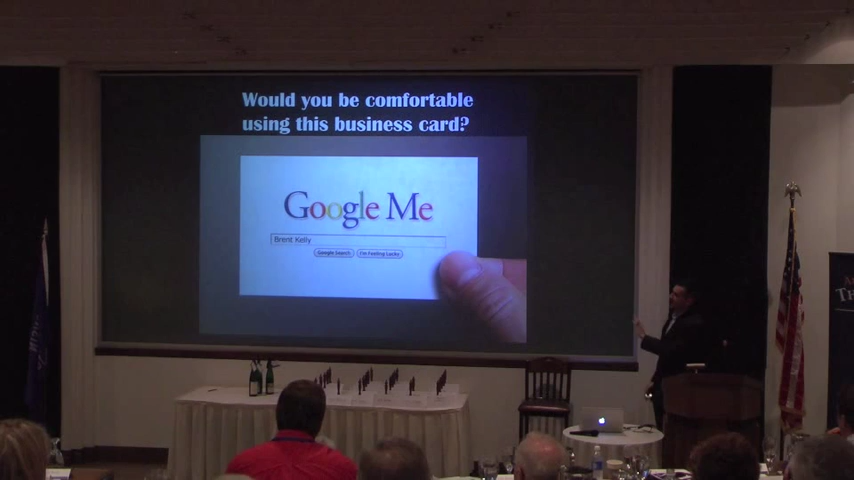 Would you be comfortable
using this business card?
Google Me
Brent Kelly
Google Search
I'm Feeling Lucky